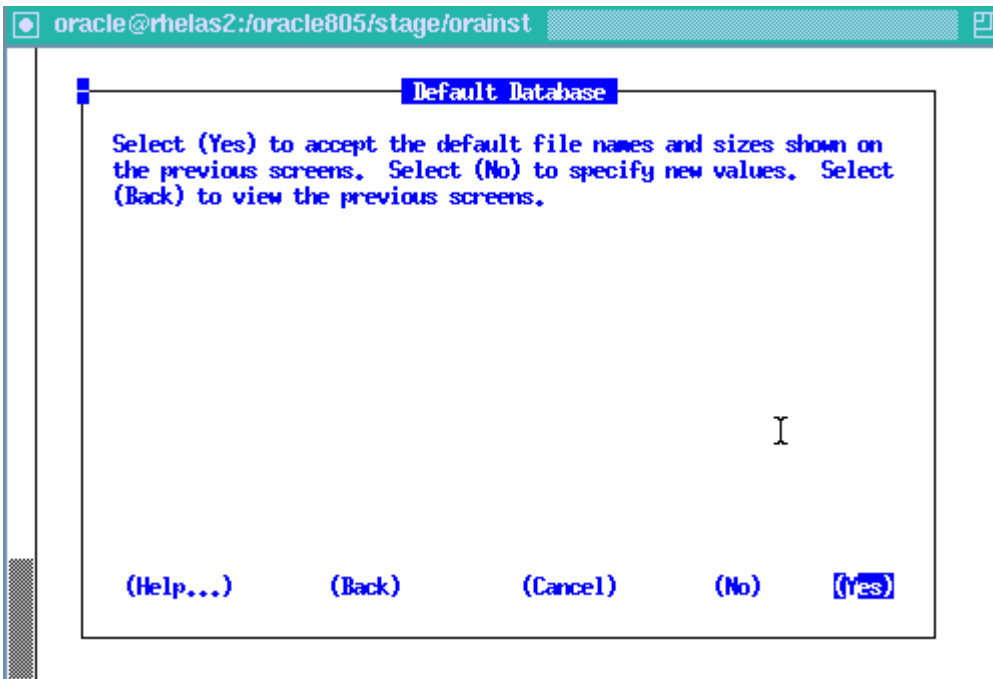 oracle@rhelas2:/oracle805/stage/orainst
Default Database
Select (Yes) to accept the default file names and sizes shown on
the previous screens.  Select (No) to specify new values.  Select
(Back) to view the previous screens.
(Help...) (Back) (Cancel) (No) (Yes)